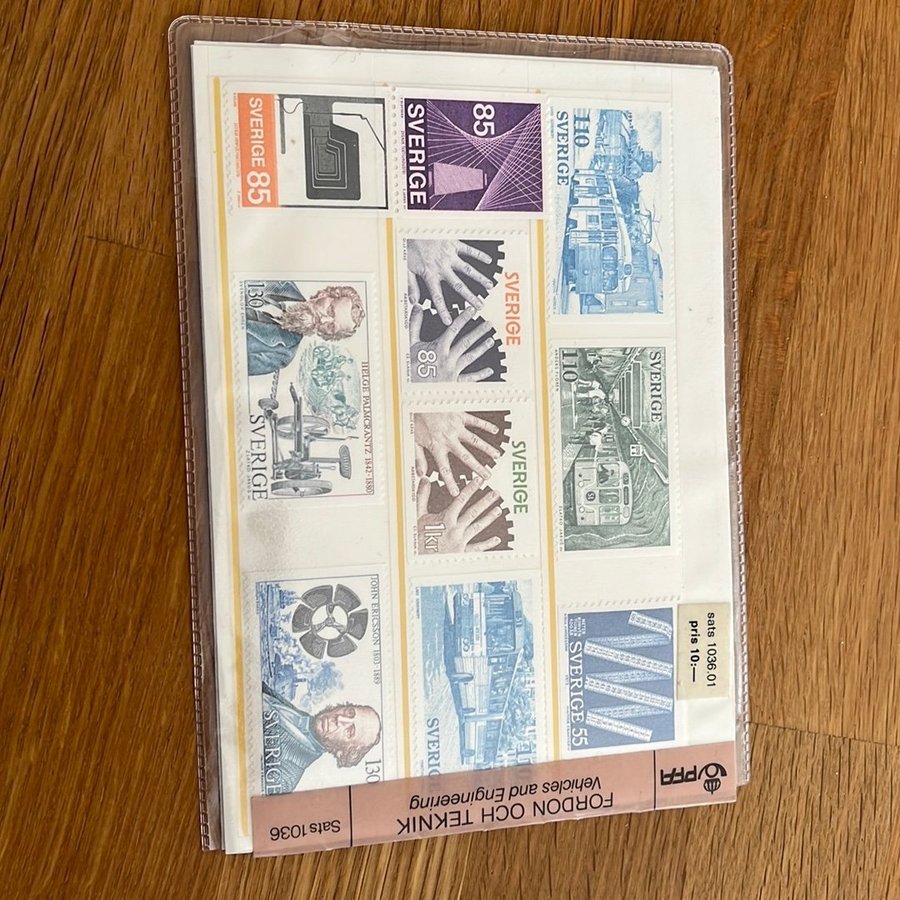 SVERIGE 85
85
SVERIGE
110
SVERIGE
SVERIGE
85
SVERIGE
110
130
HELGE PALMCRANTZ 1842-1880
SVERIGE
SVERIGE
1kr
JOHN ERICSSON 1803-1889
SVERIGE
130
SVERIG
SVERIGE 55
sats 1036.01
pris 10:—
PFA
FORDON OCH TEKNIK
Vehicles and Engineering
Sats 1036